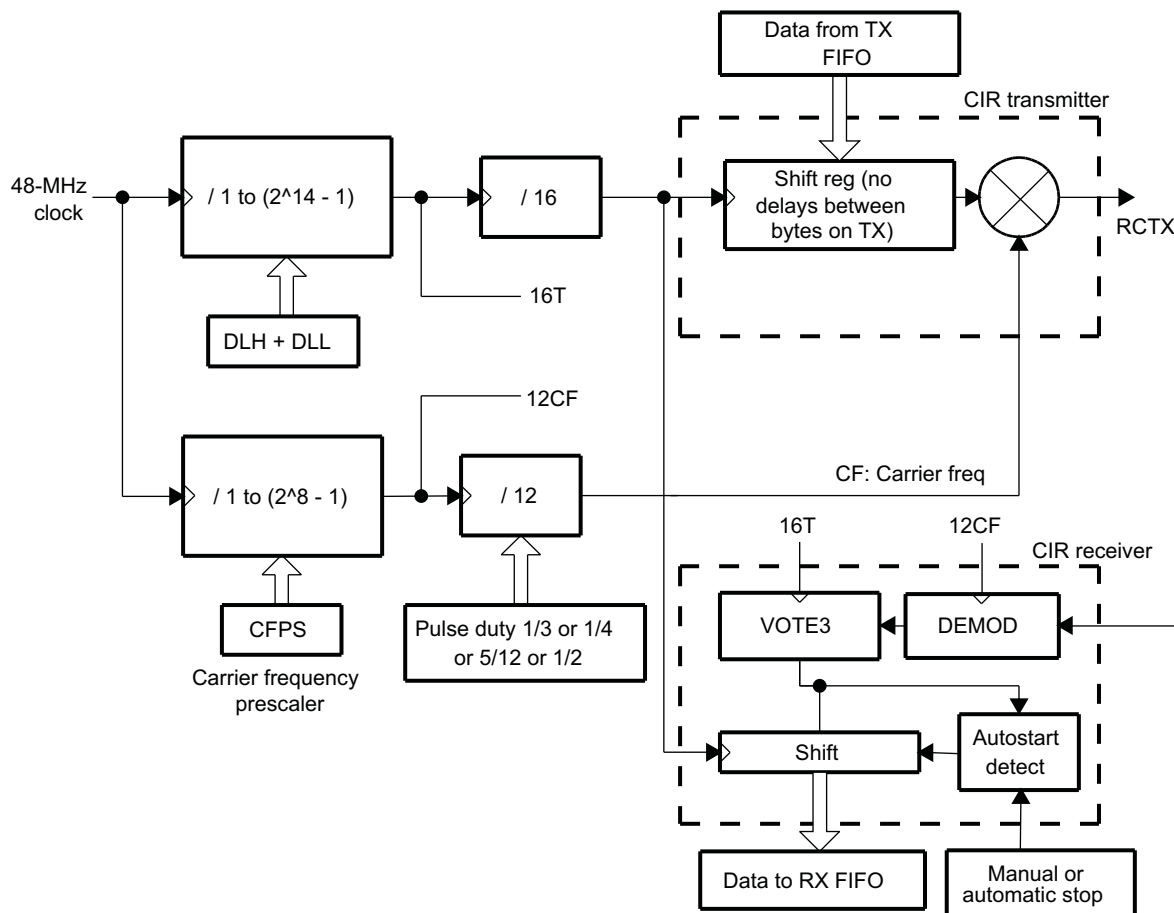 Data from TX
FIFO
CIR transmitter
48-MHz
clock
/ 1 to (2^14 - 1)
/ 16
Shift reg (no
delays between
bytes on TX)
RCTX
16T
DLH + DLL
12CF
/ 1 to (2^8 - 1)
/ 12
CF: Carrier freq
16T
12CF
CIR receiver
CFPS
Carrier frequency
prescaler
Pulse duty 1/3 or 1/4
or 5/12 or 1/2
VOTE3
DEMOD
Shift
Autostart
detect
Data to RX FIFO
Manual or
automatic stop